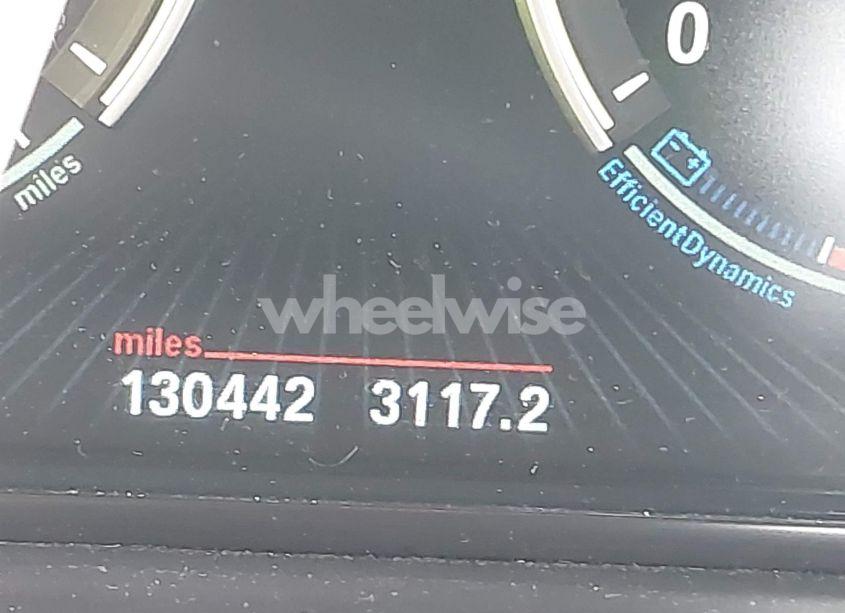 0
miles
EfficientDynamics
wheelwise
miles
130442 3117.2